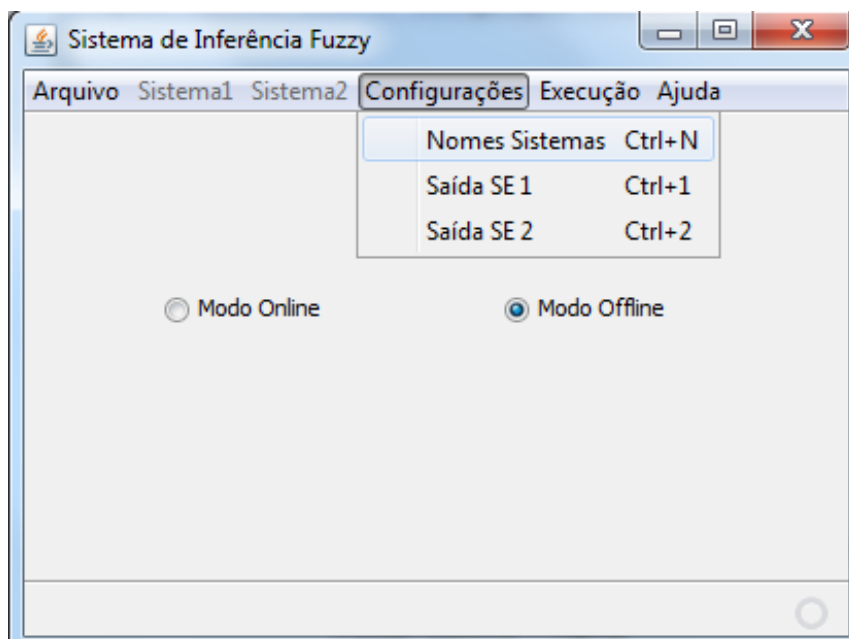 Sistema de Inferência Fuzzy
Arquivo Sistema1 Sistema2 Configurações Execução Ajuda
Nomes Sistemas Ctrl+N
Saída SE 1 Ctrl+1
Saída SE 2 Ctrl+2
Modo Online Modo Offline